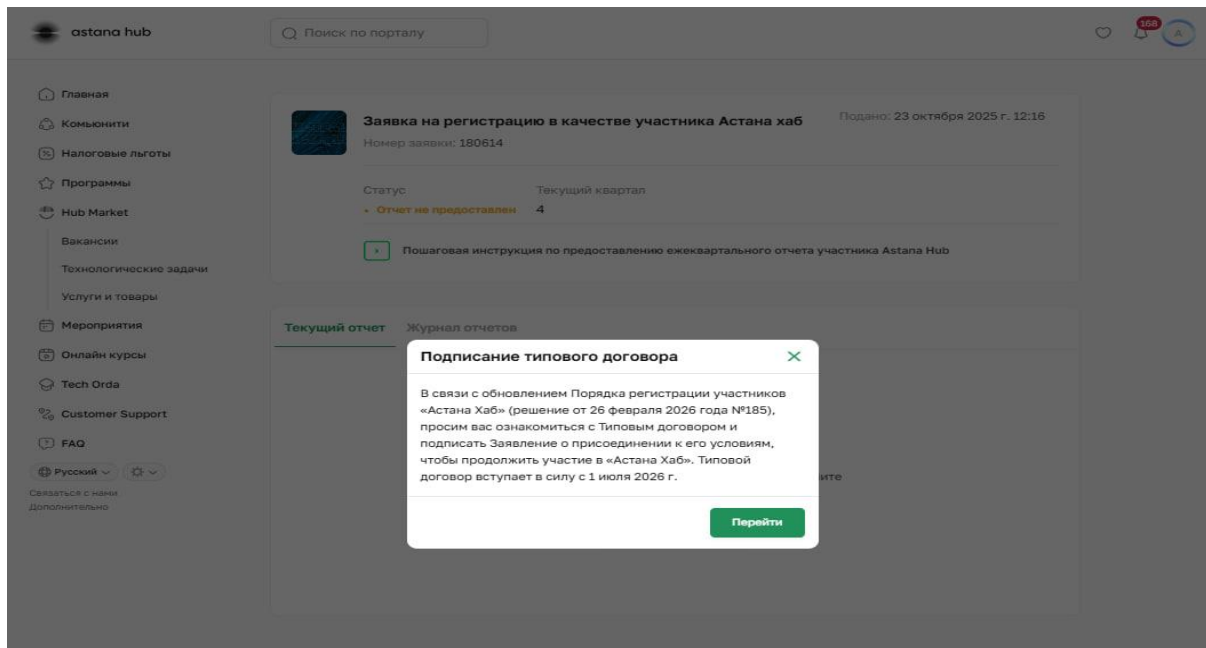 astana hub
Поиск по порталу
168
A
Главная
Комьюнити
Налоговые льготы
Программы
Hub Market
Вакансии
Технологические задачи
Услуги и товары
Мероприятия
Онлайн курсы
Tech Orda
Customer Support
FAQ
Русский
Связаться с нами
Дополнительно
Заявка на регистрацию в качестве участника Астана хаб
Подано: 23 октября 2025 г. 12:16
Номер заявки: 180614
Статус
Текущий квартал
• Отчет не предоставлен
4
Пошаговая инструкция по предоставлению ежеквартального отчета участника Astana Hub
Текущий отчет
Журнал отчетов
Подписание типового договора
В связи с обновлением Порядка регистрации участников
«Астана Хаб» (решение от 26 февраля 2026 года №185),
просим вас ознакомиться с Типовым договором и
подписать Заявление о присоединении к его условиям,
чтобы продолжить участие в «Астана Хаб». Типовой
договор вступает в силу с 1 июля 2026 г.
ите
Перейти